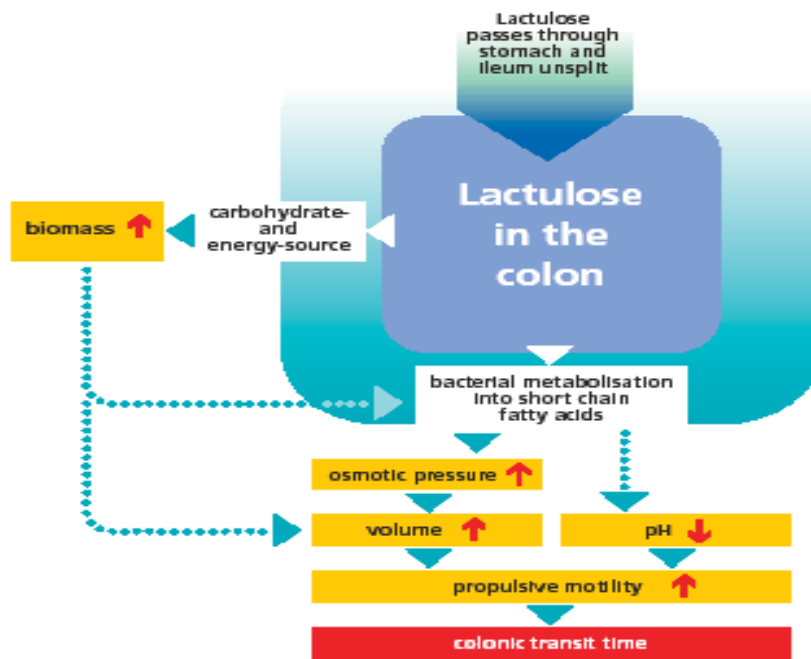 Lactulose
passes through
stomach and
ileum unsplit
Lactulose
in the
colon
carbohydrate-
and
energy-source
biomass
bacterial metabolisation
into short chain
fatty acids
osmotic pressure
volume
pH
propulsive motility
colonic transit time